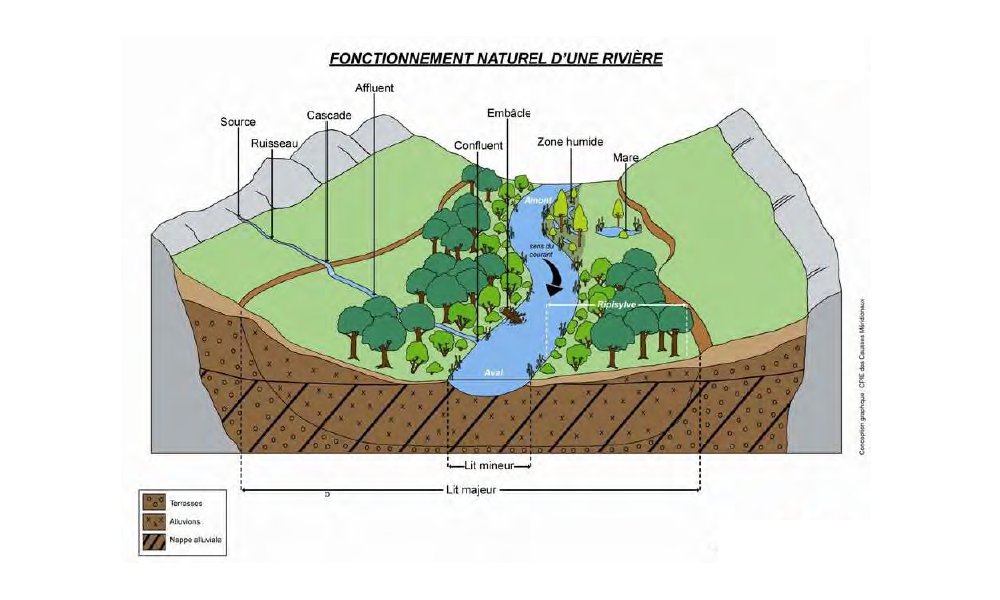 FONCTIONNEMENT NATUREL D'UNE RIVIÈRE
Affluent
Source
Cascade
Embâcle
Ruisseau
Confluent
Zone humide
Mare
Amont
sens du
courant
Ripisylve
Aval
Lit mineur
Lit majeur
Terrasses
Alluvions
Nappe alluviale
Conception graphique : CPIE des Causses Méridionaux